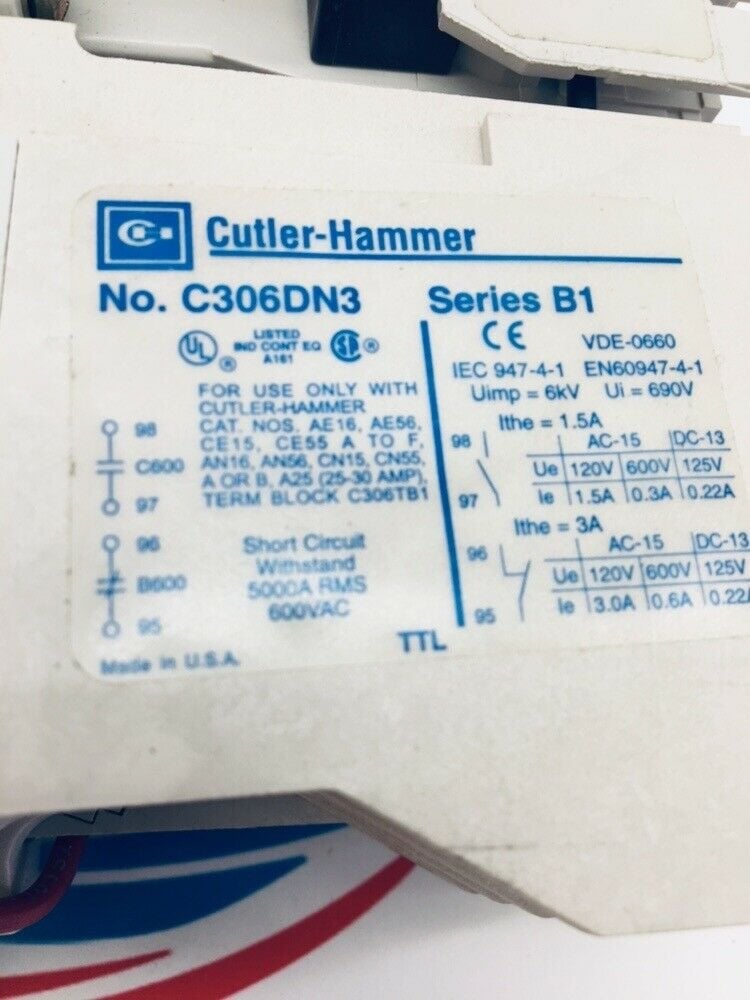 Cutler-Hammer
No. C306DN3 Series B1
UL ® LISTED
IND CONT EQ
A161
®
FOR USE ONLY WITH
CUTLER-HAMMER
CAT. NOS. AE16, AE56,
CE15, CE55 A TO F,
AN16, AN56, CN15, CN55,
A OR B, A25 (25-30 AMP),
TERM BLOCK C306TB1
98
C600
97
96
B600
95
Short Circuit
Withstand
5000A RMS
600VAC
Made in U.S.A.
TTL
CE VDE-0660
IEC 947-4-1 EN60947-4-1
Uimp = 6kV Ui = 690V
Ithe = 1.5A
98 AC-15 DC-13
Ue 120V 600V 125V
97 Ie 1.5A 0.3A 0.22A
Ithe = 3A
96 AC-15 DC-13
Ue 120V 600V 125V
95 Ie 3.0A 0.6A 0.22A